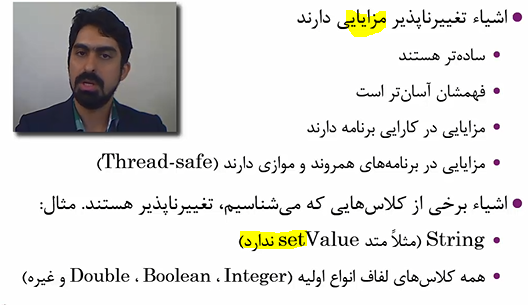 اشیاء تغییرناپذیر مزایایی دارند
ساده‌تر هستند
فهمشان آسان‌تر است
مزایایی در کارایی برنامه دارند
مزایایی در برنامه‌های همروند و موازی دارند (Thread-safe)
اشیاء برخی از کلاس‌هایی که می‌شناسیم، تغییرناپذیر هستند. مثال:
String (مثلاً متد setValue ندارد)
همه کلاس‌های لفاف انواع اولیه (Integer ، Boolean ، Double و غیره)